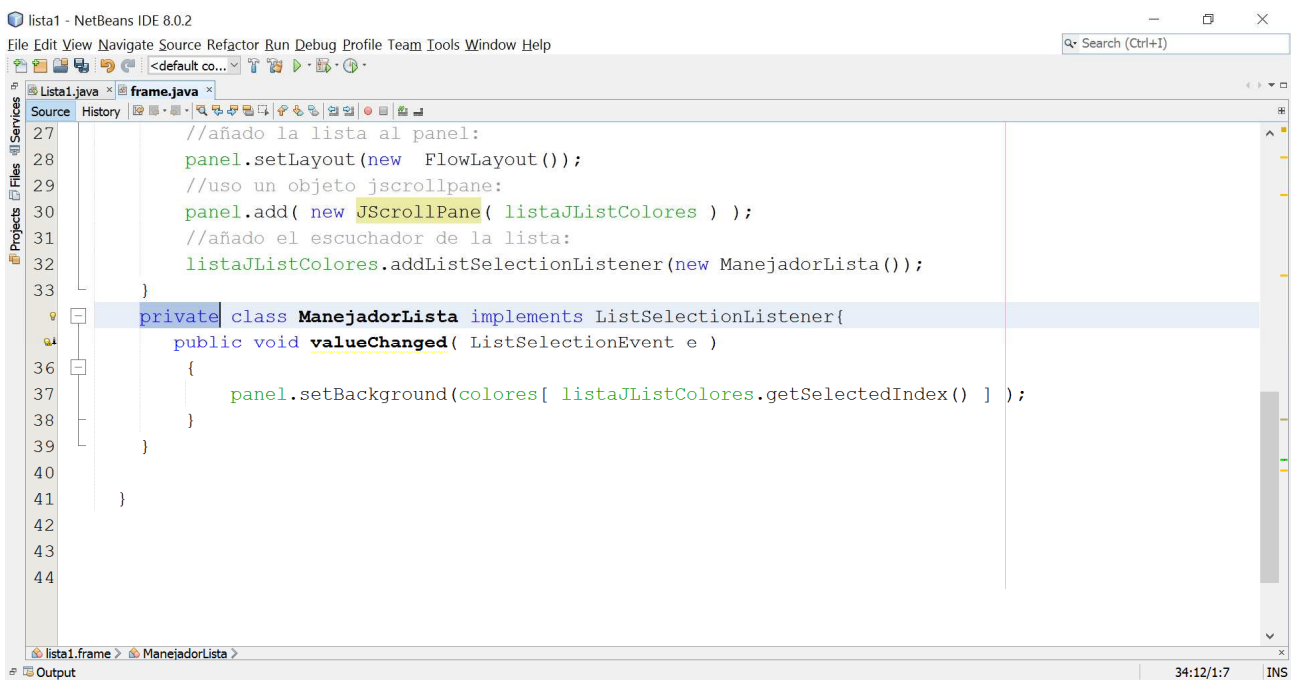 lista1 - NetBeans IDE 8.0.2
File Edit View Navigate Source Refactor Run Debug Profile Team Tools Window Help
Search (Ctrl+I)
<default co...
Lista1.java × frame.java ×
Source History
Services
Files
Projects
27 //añado la lista al panel:
28 panel.setLayout(new  FlowLayout());
29 //uso un objeto jscrollpane:
30 panel.add( new JScrollPane( listaJListColores ) );
31 //añado el escuchador de la lista:
32 listaJListColores.addListSelectionListener(new ManejadorLista());
33 }
private class ManejadorLista implements ListSelectionListener{
public void valueChanged( ListSelectionEvent e )
36 {
37 panel.setBackground(colores[ listaJListColores.getSelectedIndex() ] );
38 }
39 }
40
41 }
42
43
44
lista1.frame > ManejadorLista >
Output
34:12/1:7 INS